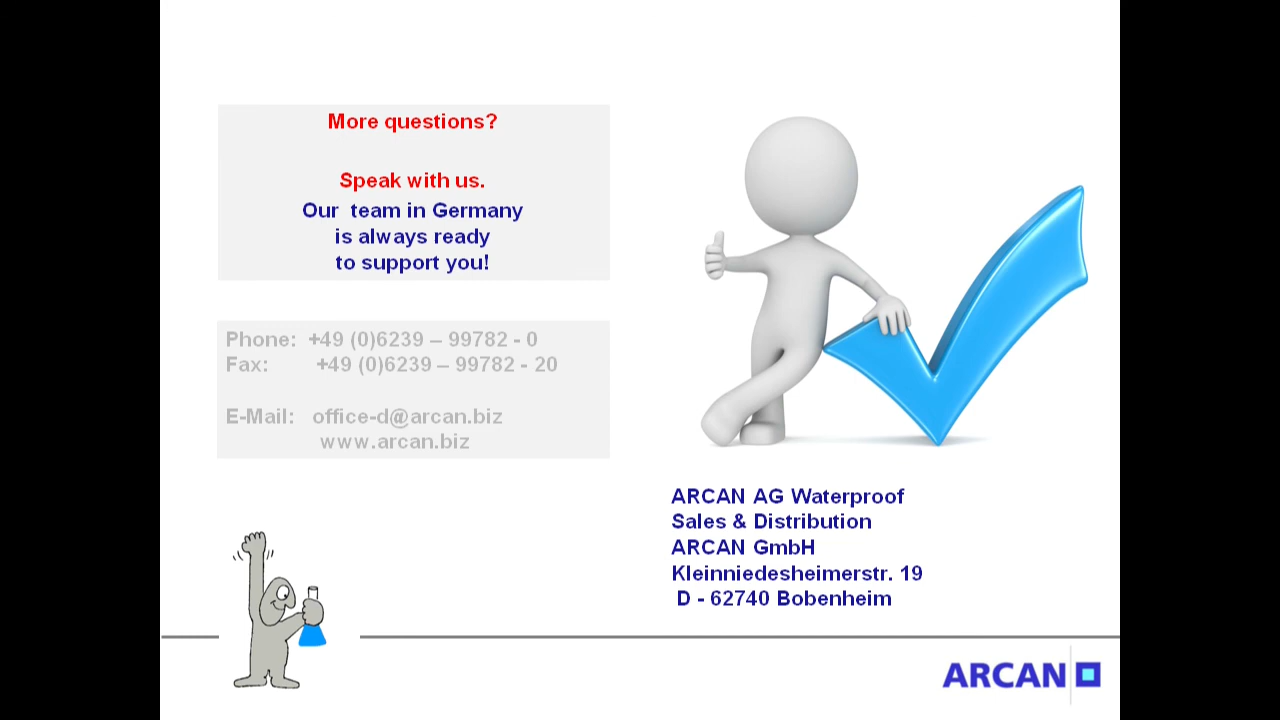 More questions?
Speak with us.
Our team in Germany
is always ready
to support you!
Phone: +49 (0)6239 – 99782 - 0
Fax: +49 (0)6239 – 99782 - 20
E-Mail: office-d@arcan.biz
www.arcan.biz
ARCAN AG Waterproof
Sales & Distribution
ARCAN GmbH
Kleinniedesheimerstr. 19
D - 62740 Bobenheim
ARCAN